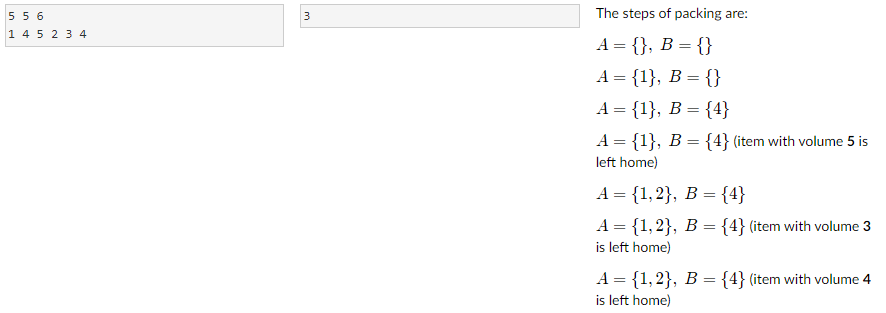 5 5 6
1 4 5 2 3 4
3
The steps of packing are:
A = {}, B = {}
A = {1}, B = {}
A = {1}, B = {4}
A = {1}, B = {4} (item with volume 5 is
left home)
A = {1, 2}, B = {4}
A = {1, 2}, B = {4} (item with volume 3
is left home)
A = {1, 2}, B = {4} (item with volume 4
is left home)